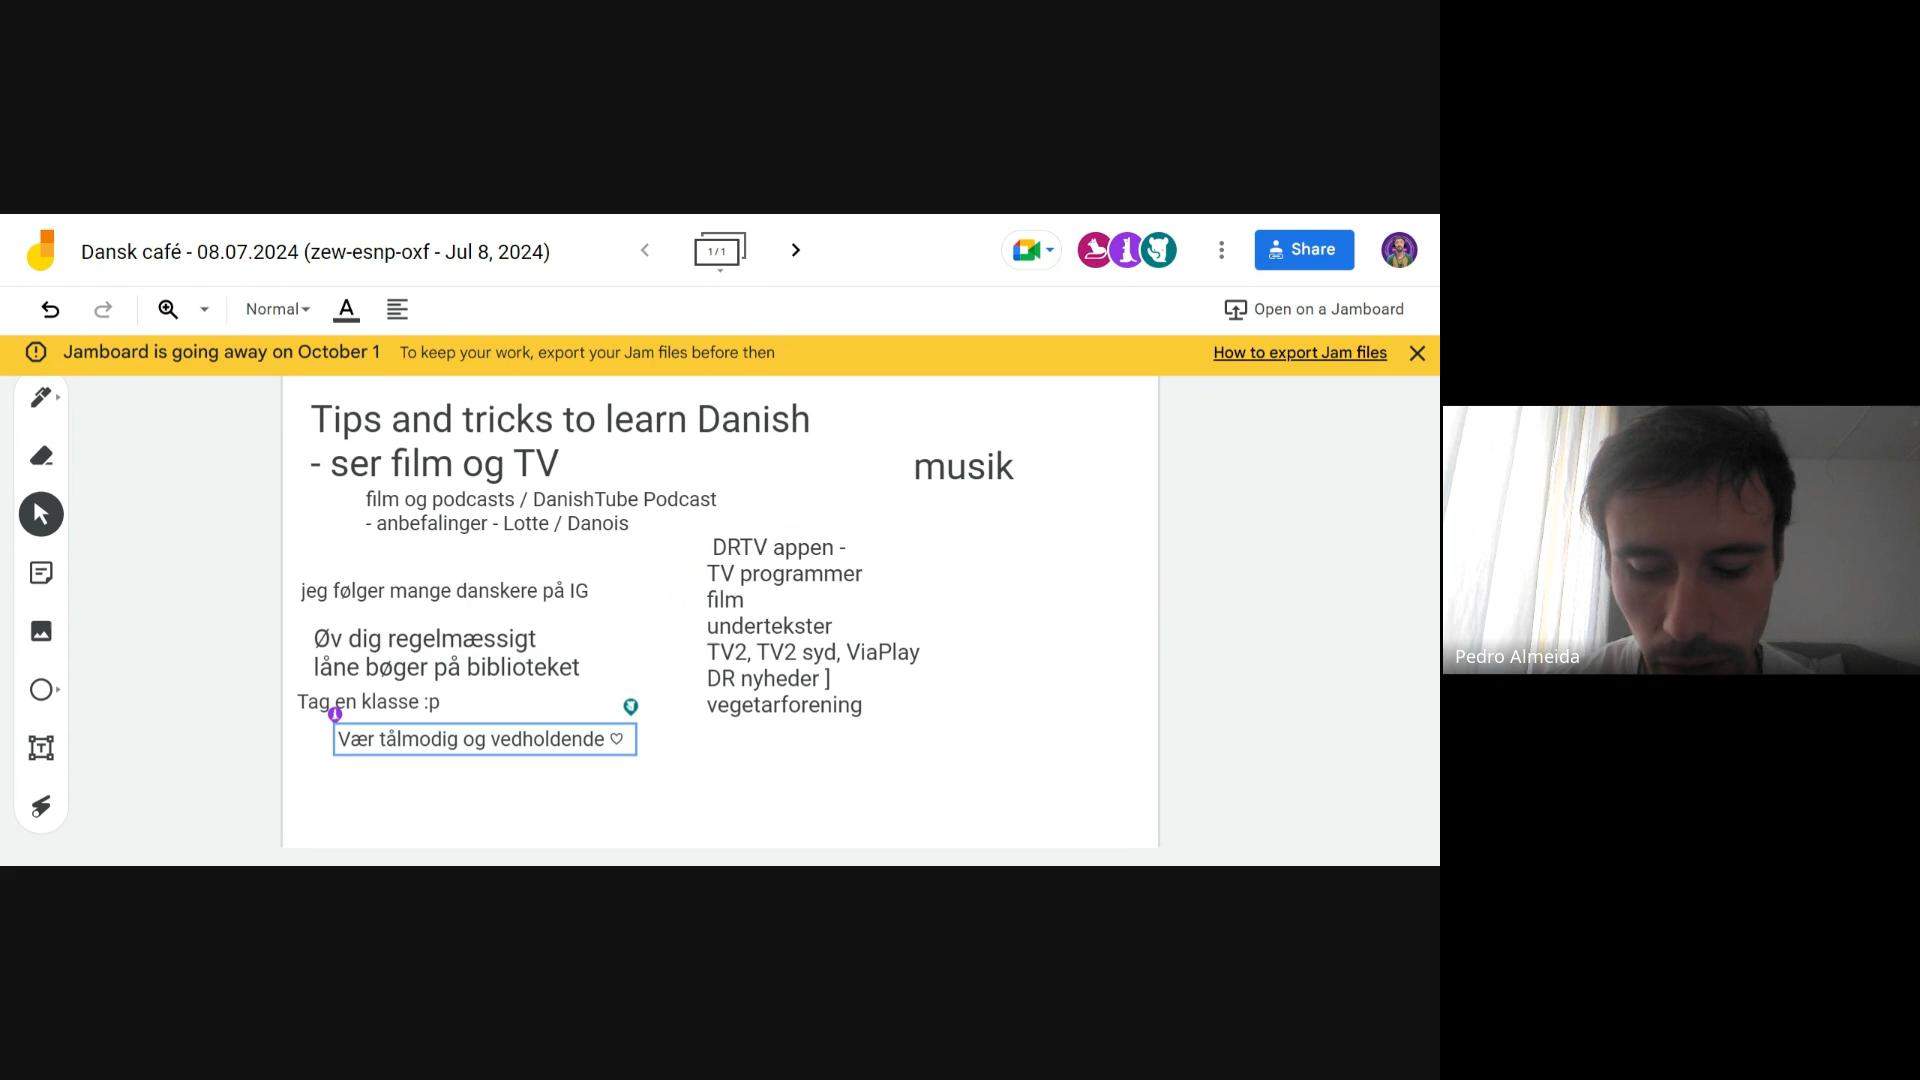 Dansk café - 08.07.2024 (zew-esnp-oxf - Jul 8, 2024)
1/1
Share
Normal
A
Open on a Jamboard
Jamboard is going away on October 1 To keep your work, export your Jam files before then
How to export Jam files
Tips and tricks to learn Danish
- ser film og TV
musik
film og podcasts / DanishTube Podcast
- anbefalinger - Lotte / Danois
jeg følger mange danskere på IG
Øv dig regelmæssigt
låne bøger på biblioteket
Tag en klasse :p
Vær tålmodig og vedholdende ♡
DRTV appen -
TV programmer
film
undertekster
TV2, TV2 syd, ViaPlay
DR nyheder ]
vegetarforening
Pedro Almeida